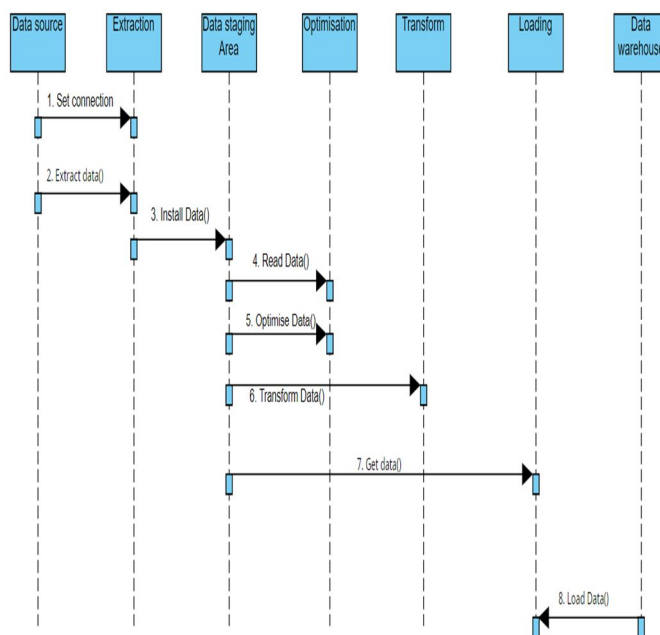 Data source
Extraction
Data staging
Area
Optimisation
Transform
Loading
Data
warehouse
1. Set connection
2. Extract data()
3. Install Data()
4. Read Data()
5. Optimise Data()
6. Transform Data()
7. Get data()
8. Load Data()